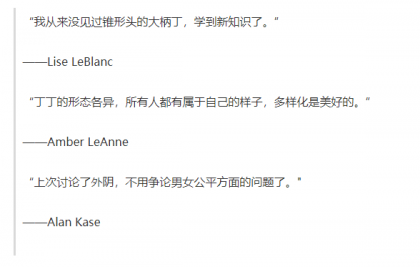 “我从来没见过锥形头的大柄丁，学到新知识了。”
——Lise LeBlanc
“丁丁的形态各异，所有人都有属于自己的样子，多样化是美好的。”
——Amber LeAnne
“上次讨论了外阴，不用争论男女公平方面的问题了。"
——Alan Kase